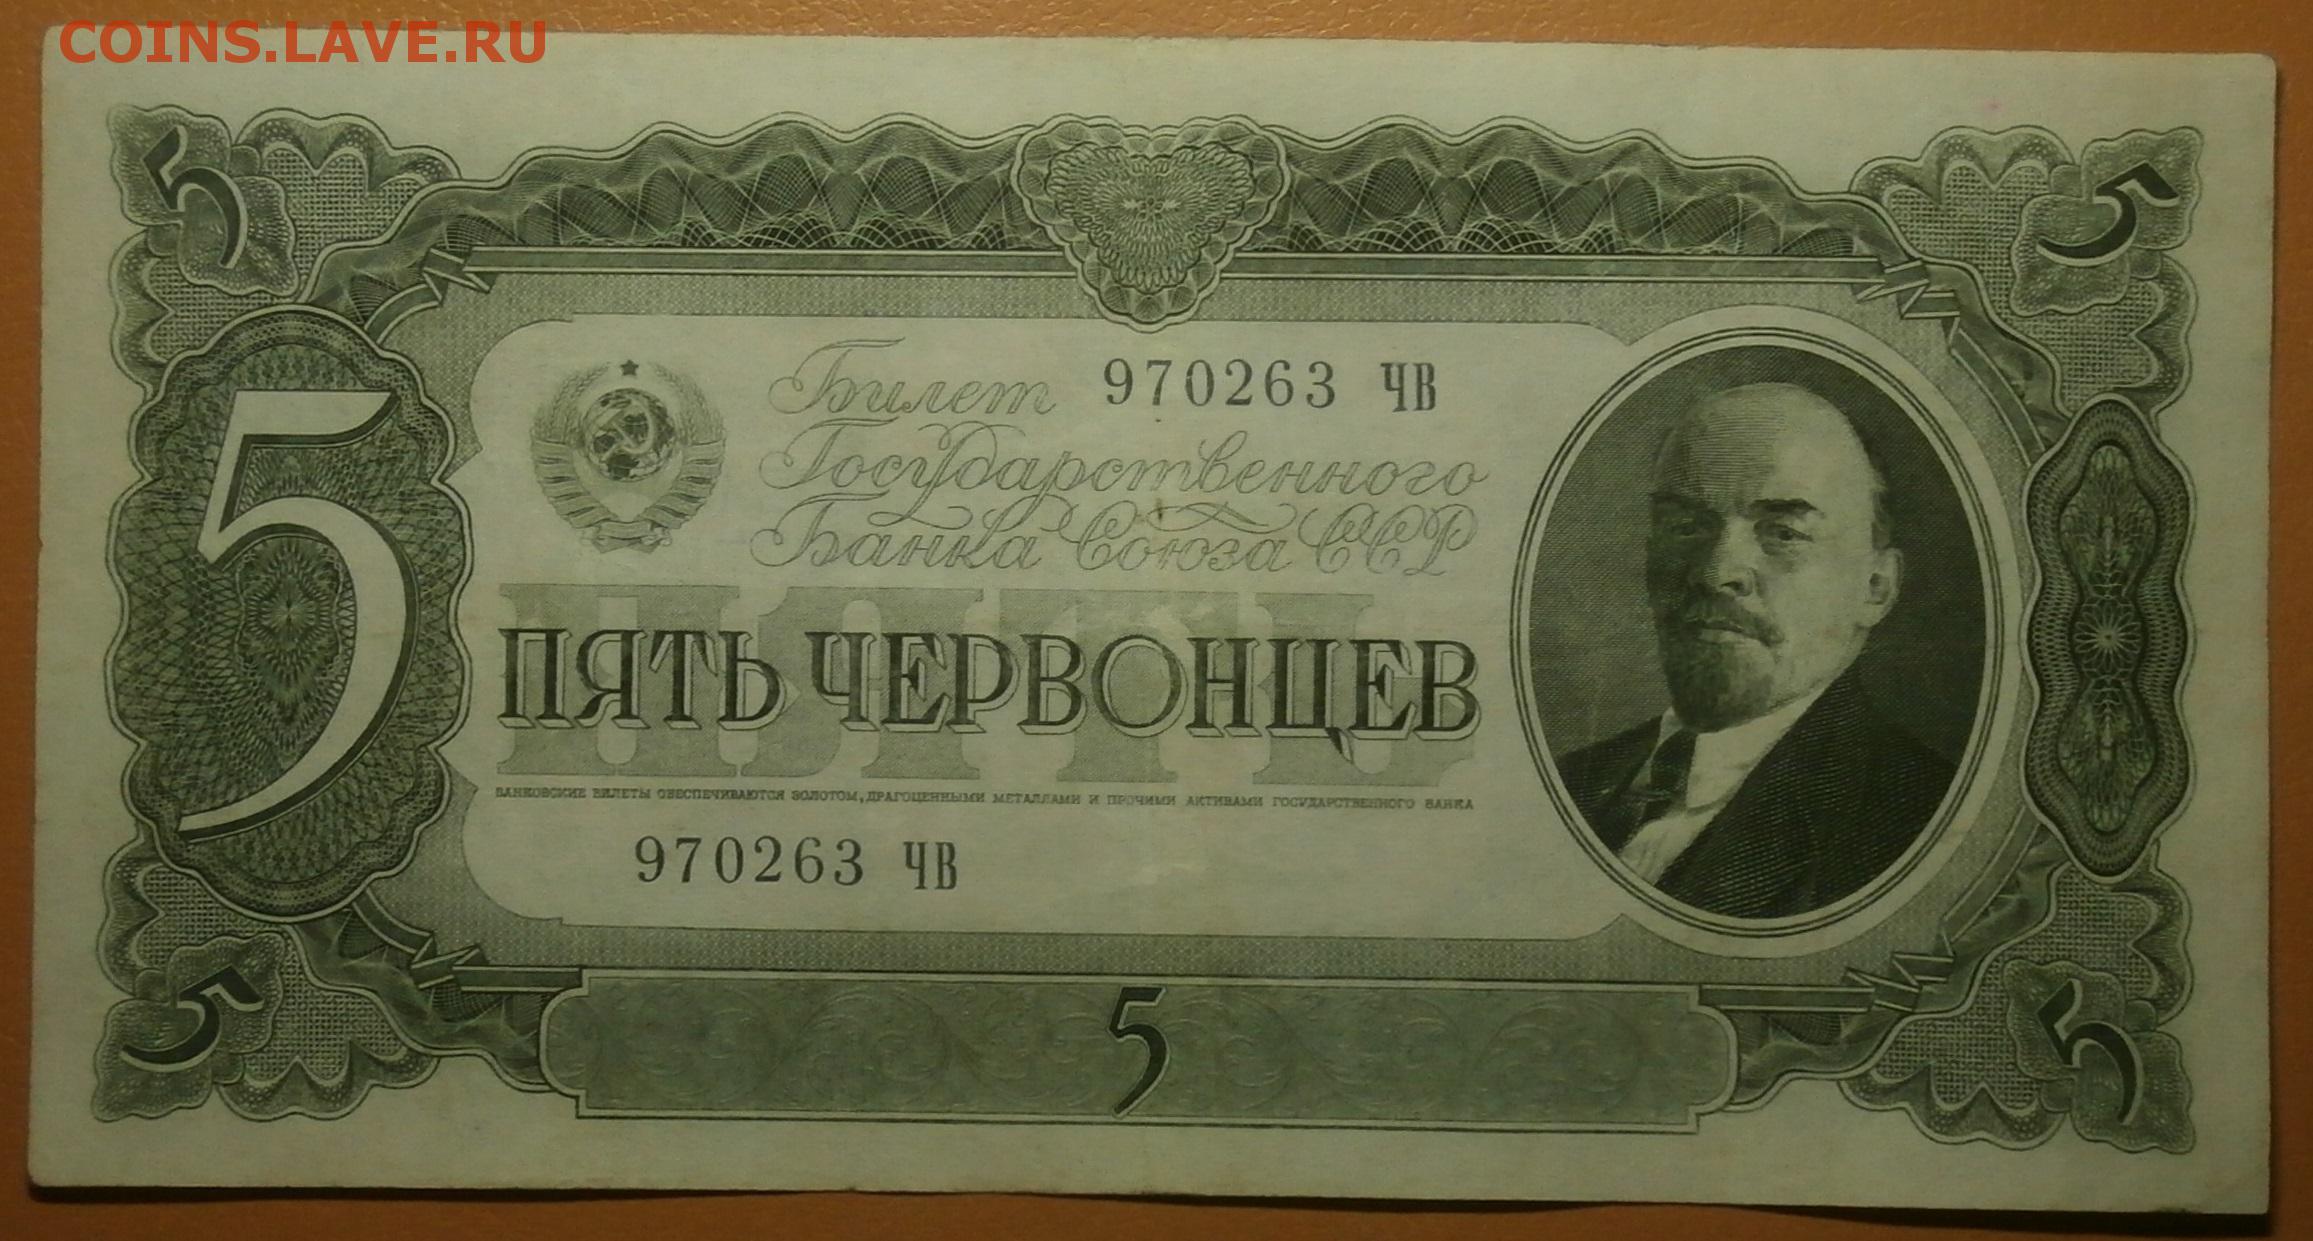 COINS.LAVE.RU
5 5
Билет 970263 ЧВ
Государственного
Банка Союза ССР
5
ПЯТЬ
ПЯТЬ ЧЕРВОНЦЕВ
БАНКОВСКИЕ БИЛЕТЫ ОБЕСПЕЧИВАЮТСЯ ЗОЛОТОМ, ДРАГОЦЕННЫМИ МЕТАЛЛАМИ И ПРОЧИМИ АКТИВАМИ ГОСУДАРСТВЕННОГО БАНКА
970263 ЧВ
5 5 5